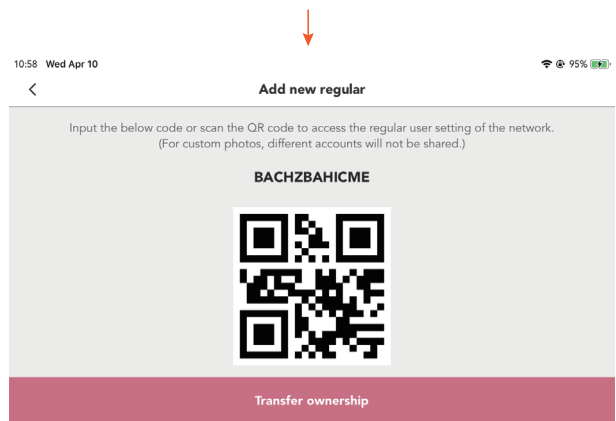 10:58 Wed Apr 10 95%
Add new regular
Input the below code or scan the QR code to access the regular user setting of the network.
(For custom photos, different accounts will not be shared.)
BACHZBAHICME
Transfer ownership